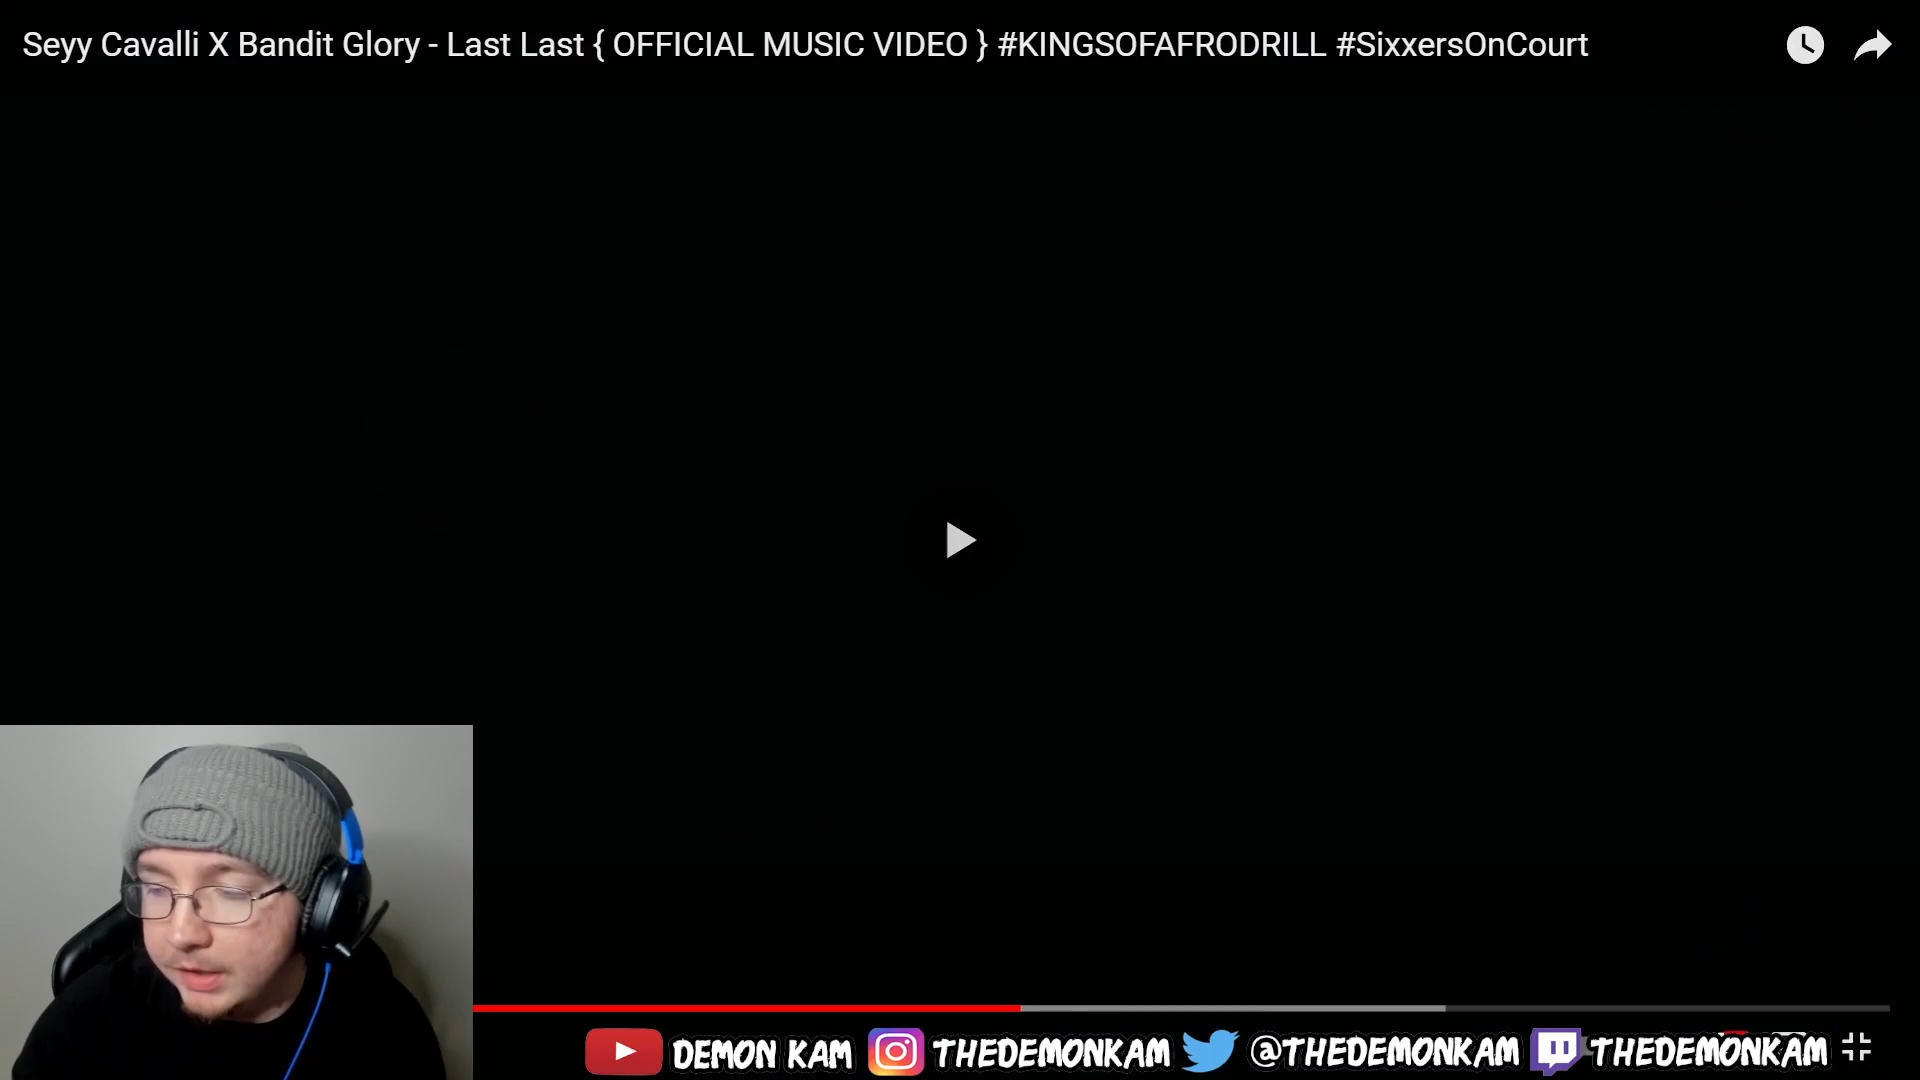 Seyy Cavalli X Bandit Glory - Last Last { OFFICIAL MUSIC VIDEO } #KINGSOFAFRODRILL #SixxersOnCourt
DEMON KAM THEDEMONKAM @THEDEMONKAM THEDEMONKAM